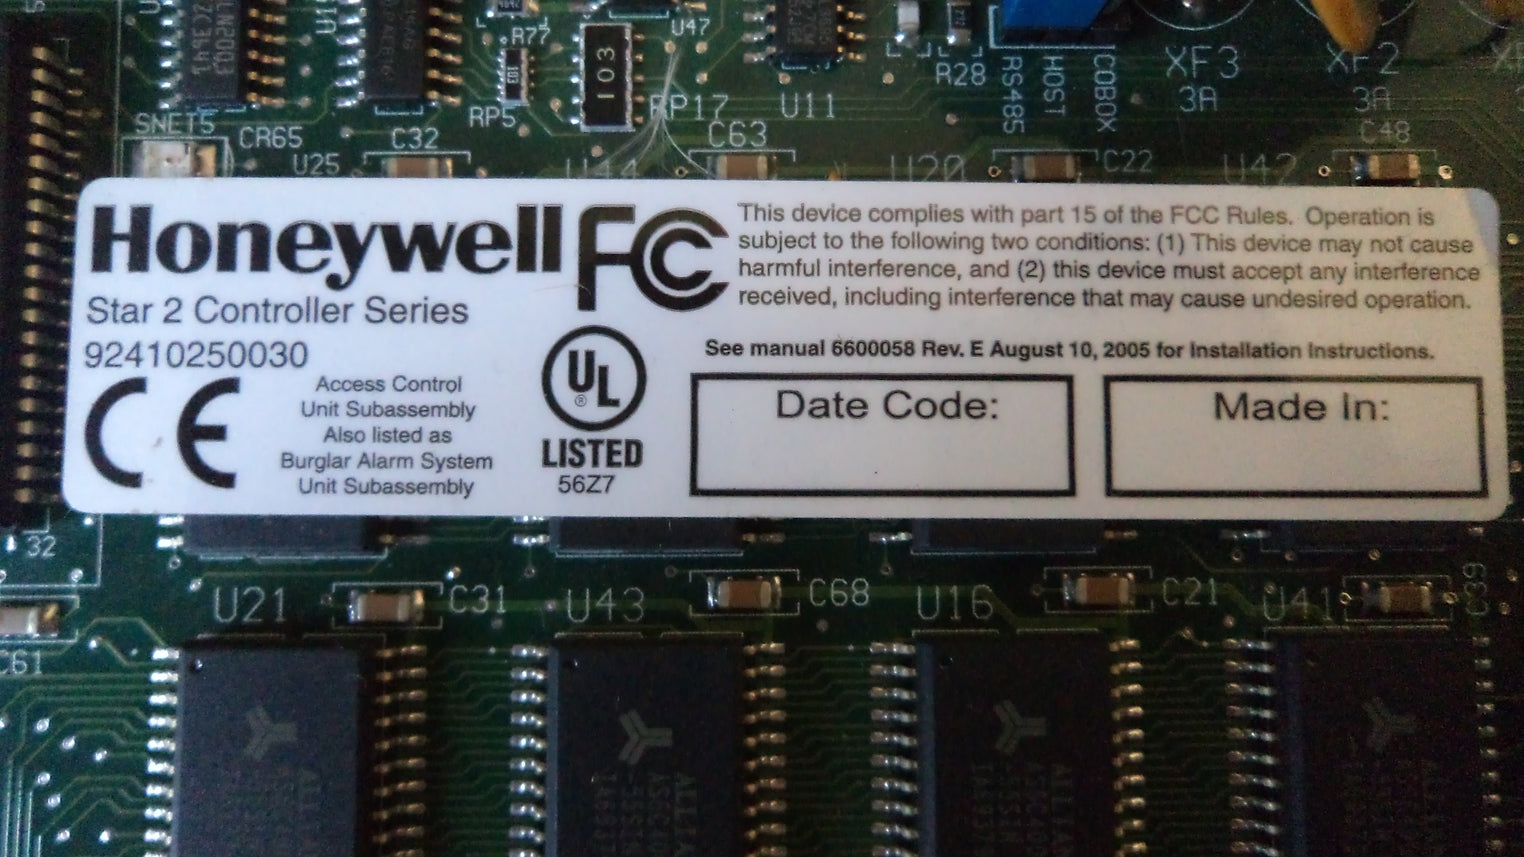 U47
R77
103
RP5
RP17
U11
R28
RS485
HOST
COBOX
XF3
3A
XF2
3A
SNET5
CR65
U25
C32
U44
C63
U20
C22
U42
C48
Honeywell
FC
Star 2 Controller Series
92410250030
CE
Access Control
Unit Subassembly
Also listed as
Burglar Alarm System
Unit Subassembly
UL
®
LISTED
56Z7
This device complies with part 15 of the FCC Rules. Operation is
subject to the following two conditions: (1) This device may not cause
harmful interference, and (2) this device must accept any interference
received, including interference that may cause undesired operation.
See manual 6600058 Rev. E August 10, 2005 for Installation Instructions.
Date Code:
Made In:
32
U21
C31
U43
C68
U16
C21
U41
C39
C61